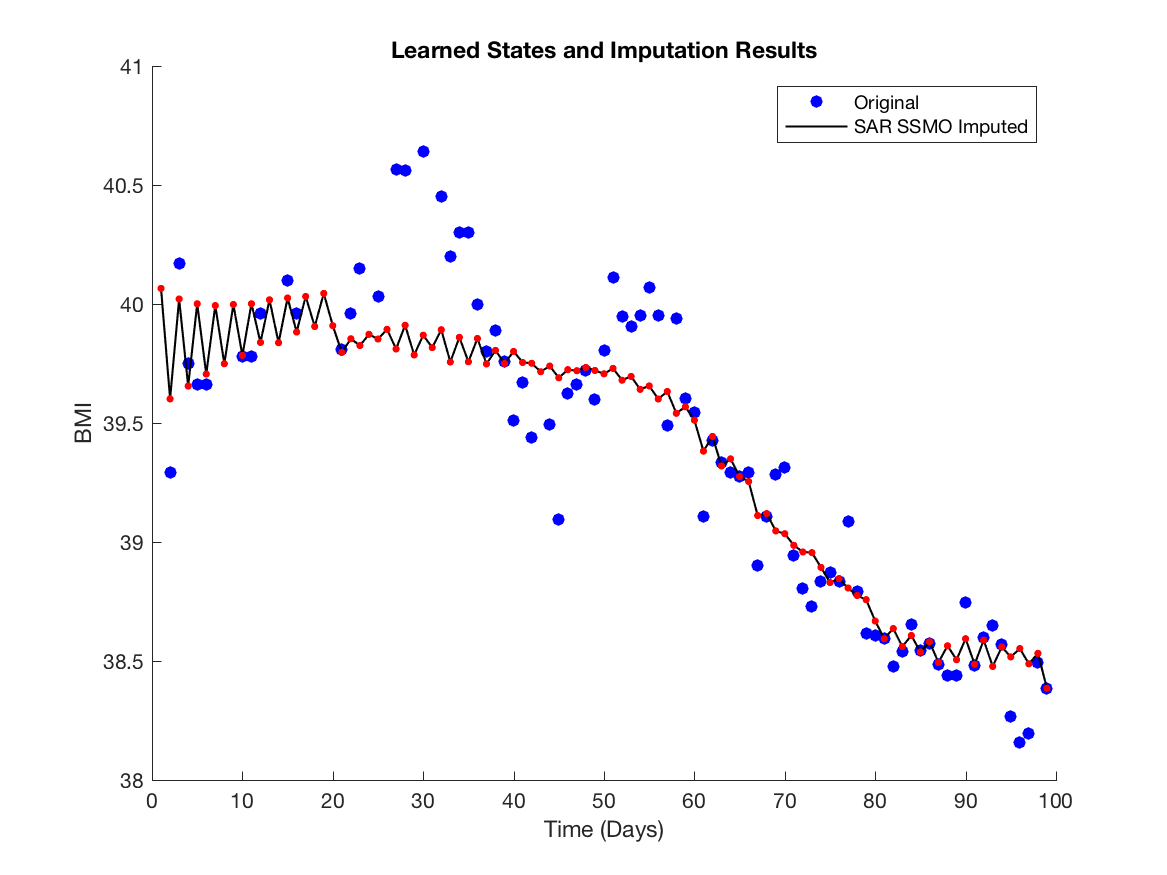 Learned States and Imputation Results
Original
SAR SSMO Imputed
BMI
41
40.5
40
39.5
39
38.5
38
0 10 20 30 40 50 60 70 80 90 100
Time (Days)